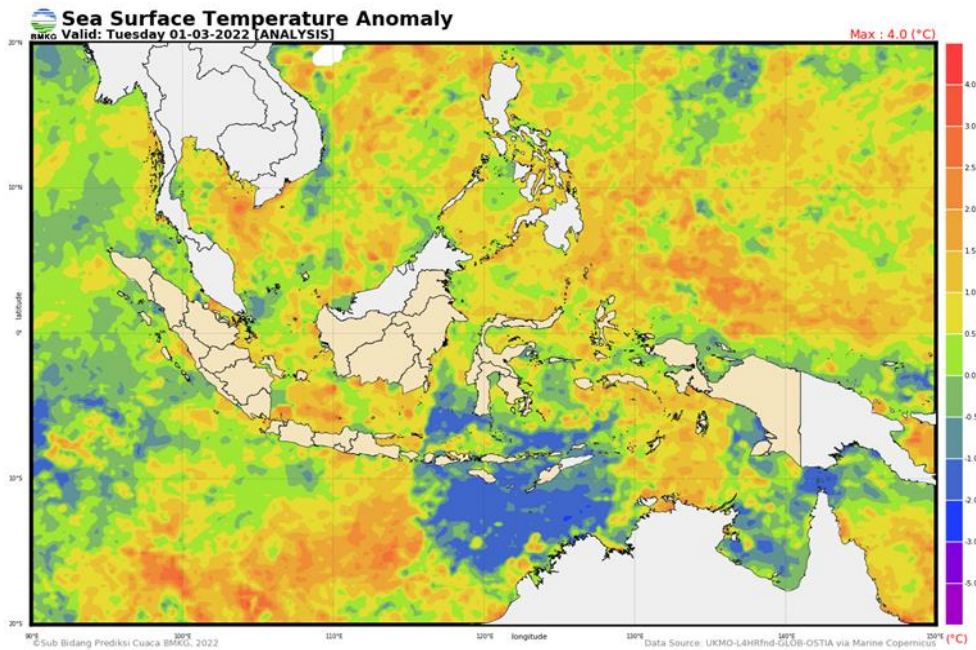 BMKG
Sea Surface Temperature Anomaly
Valid: Tuesday 01-03-2022 [ANALYSIS]
Max : 4.0 (°C)
20°N
10°N
0°
10°S
20°S
latitude
90°E
100°E
110°E
120°E
130°E
140°E
150°E
longitude
4.0
3.0
2.5
2.0
1.5
1.0
0.5
0.0
-0.5
-1.0
-2.0
-3.0
-5.0
(°C)
©Sub Bidang Prediksi Cuaca BMKG, 2022
Data Source: UKMO-L4HRfnd-GLOB-OSTIA via Marine Copernicus